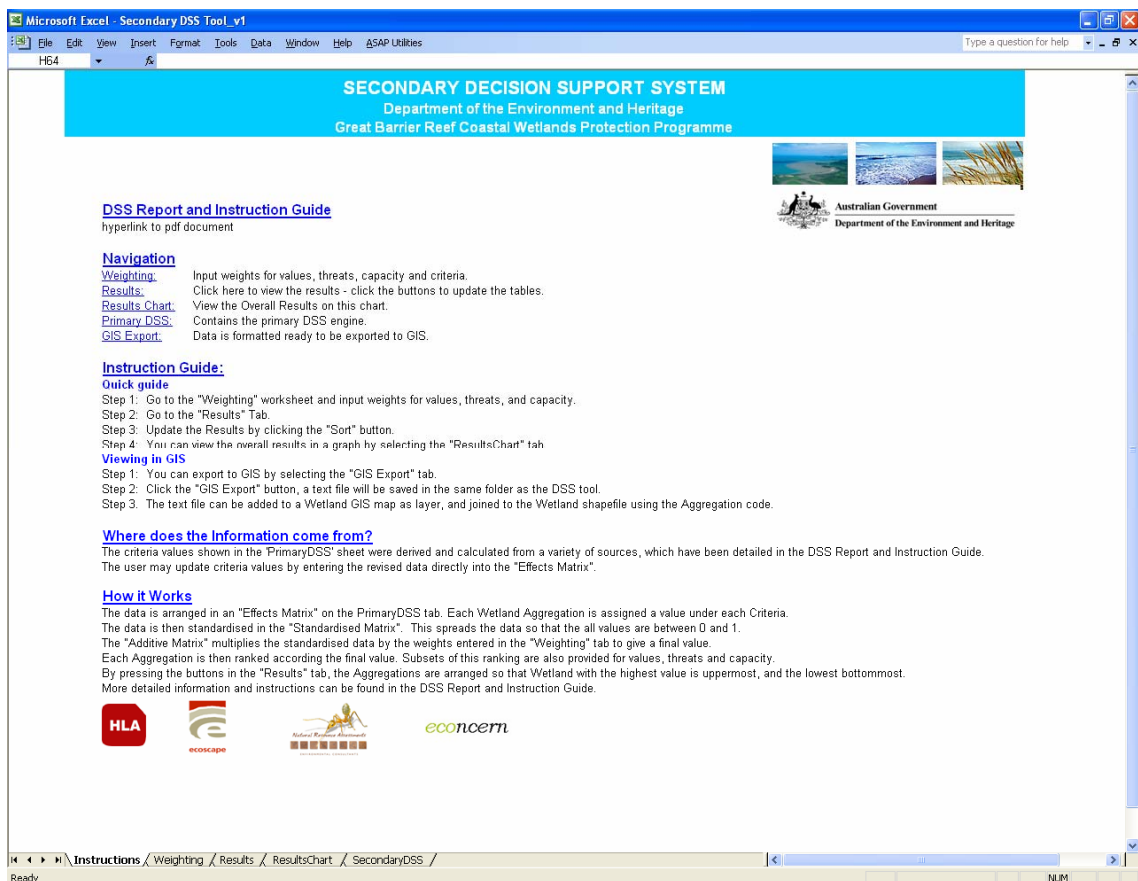 Microsoft Excel - Secondary DSS Tool_v1
File Edit View Insert Format Tools Data Window Help ASAP Utilities
Type a question for help
H64
fx
SECONDARY DECISION SUPPORT SYSTEM
Department of the Environment and Heritage
Great Barrier Reef Coastal Wetlands Protection Programme
DSS Report and Instruction Guide
hyperlink to pdf document
Australian Government
Department of the Environment and Heritage
Navigation
Weighting: Input weights for values, threats, capacity and criteria.
Results: Click here to view the results - click the buttons to update the tables.
Results Chart: View the Overall Results on this chart.
Primary DSS: Contains the primary DSS engine.
GIS Export: Data is formatted ready to be exported to GIS.
Instruction Guide:
Quick guide
Step 1: Go to the "Weighting" worksheet and input weights for values, threats, and capacity.
Step 2: Go to the "Results" Tab.
Step 3: Update the Results by clicking the "Sort" button.
Step 4: You can view the overall results in a graph by selecting the "ResultsChart" tab
Viewing in GIS
Step 1: You can export to GIS by selecting the "GIS Export" tab.
Step 2: Click the "GIS Export" button, a text file will be saved in the same folder as the DSS tool.
Step 3. The text file can be added to a Wetland GIS map as layer, and joined to the Wetland shapefile using the Aggregation code.
Where does the Information come from?
The criteria values shown in the 'PrimaryDSS' sheet were derived and calculated from a variety of sources, which have been detailed in the DSS Report and Instruction Guide.
The user may update criteria values by entering the revised data directly into the "Effects Matrix".
How it Works
The data is arranged in an "Effects Matrix" on the PrimaryDSS tab. Each Wetland Aggregation is assigned a value under each Criteria.
The data is then standardised in the "Standardised Matrix". This spreads the data so that the all values are between 0 and 1.
The "Additive Matrix" multiplies the standardised data by the weights entered in the "Weighting" tab to give a final value.
Each Aggregation is then ranked according the final value. Subsets of this ranking are also provided for values, threats and capacity.
By pressing the buttons in the "Results" tab, the Aggregations are arranged so that Wetland with the highest value is uppermost, and the lowest bottommost.
More detailed information and instructions can be found in the DSS Report and Instruction Guide.
HLA
ecoscape
Natural Resource Assessments
ENVIRONMENTAL CONSULTANTS
econcern
Instructions / Weighting / Results / ResultsChart / SecondaryDSS /
Ready
NUM